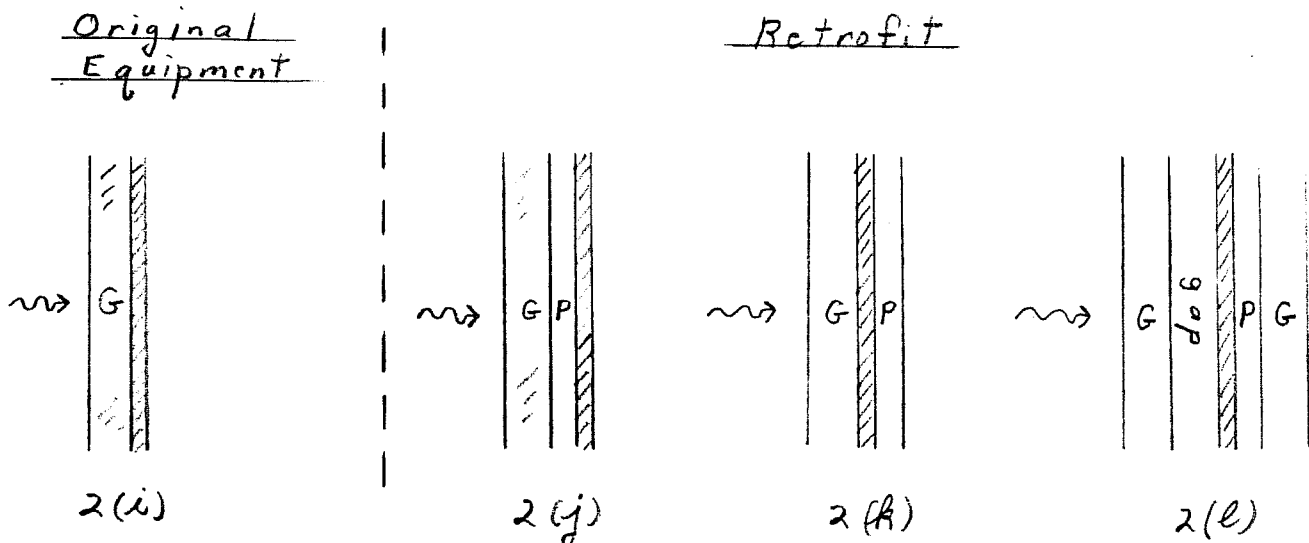 Original
Equipment
Retrofit
G
G P
G P
G gap P G
2(i)
2(j)
2(k)
2(l)